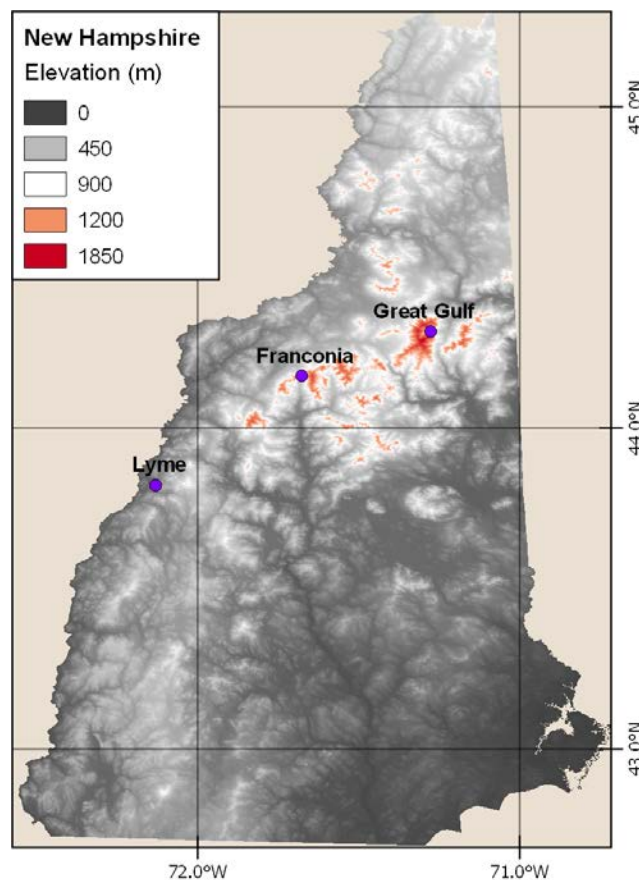 New Hampshire
Elevation (m)
0
450
900
1200
1850
45.0°N
Great Gulf
Franconia
44.0°N
Lyme
43.0°N
72.0°W
71.0°W